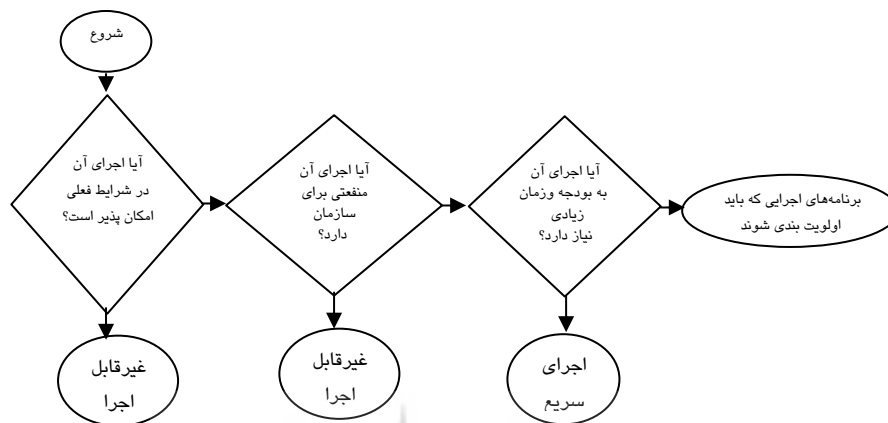 شروع
آیا اجرای آن
در شرایط فعلی
امکان پذیر است؟
آیا اجرای آن
منفعتی برای
سازمان
دارد؟
آیا اجرای آن
به بودجه وزمان
زیادی
نیاز دارد؟
برنامه‌های اجرایی که باید
اولویت بندی شوند
غیرقابل
اجرا
غیرقابل
اجرا
اجرای
سریع